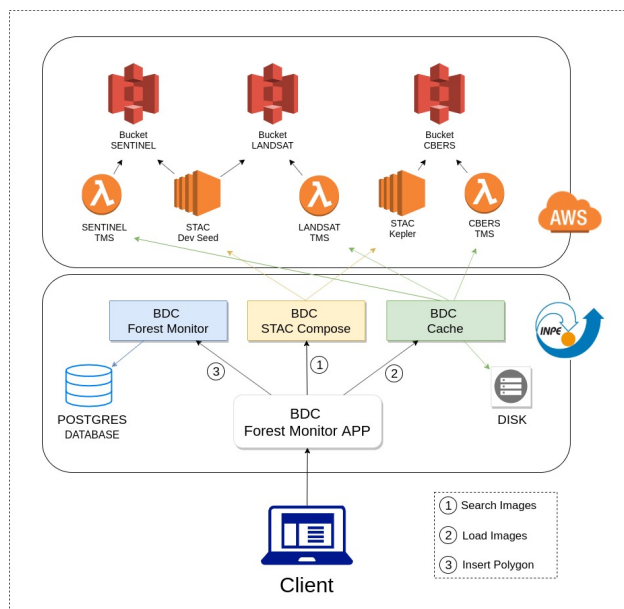 Bucket
SENTINEL
Bucket
LANDSAT
Bucket
CBERS
SENTINEL
TMS
STAC
Dev Seed
LANDSAT
TMS
STAC
Kepler
CBERS
TMS
AWS
BDC
Forest Monitor
BDC
STAC Compose
BDC
Cache
INPE
3
1
2
POSTGRES
DATABASE
BDC
Forest Monitor APP
DISK
Client
1 Search Images
2 Load Images
3 Insert Polygon